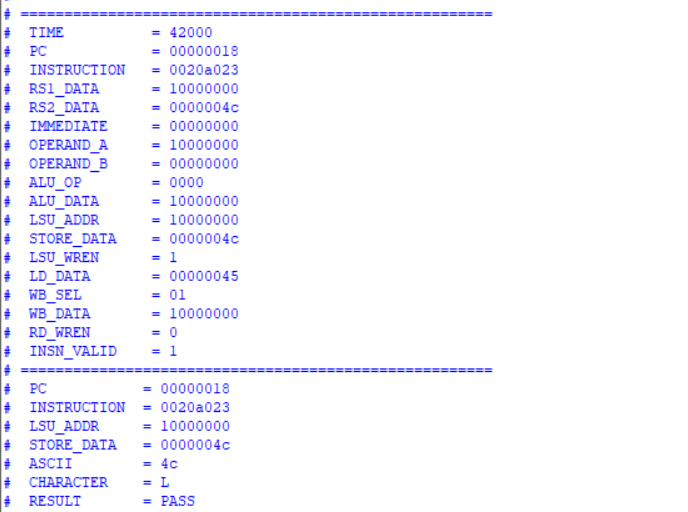 # =====================================================
#  TIME          = 42000
#  PC            = 00000018
#  INSTRUCTION   = 0020a023
#  RS1_DATA      = 10000000
#  RS2_DATA      = 0000004c
#  IMMEDIATE     = 00000000
#  OPERAND_A     = 10000000
#  OPERAND_B     = 00000000
#  ALU_OP        = 0000
#  ALU_DATA      = 10000000
#  LSU_ADDR      = 10000000
#  STORE_DATA    = 0000004c
#  LSU_WREN      = 1
#  LD_DATA       = 00000045
#  WB_SEL        = 01
#  WB_DATA       = 10000000
#  RD_WREN       = 0
#  INSN_VALID    = 1
# =====================================================
#  PC           = 00000018
#  INSTRUCTION  = 0020a023
#  LSU_ADDR     = 10000000
#  STORE_DATA   = 0000004c
#  ASCII        = 4c
#  CHARACTER    = L
#  RESULT       = PASS